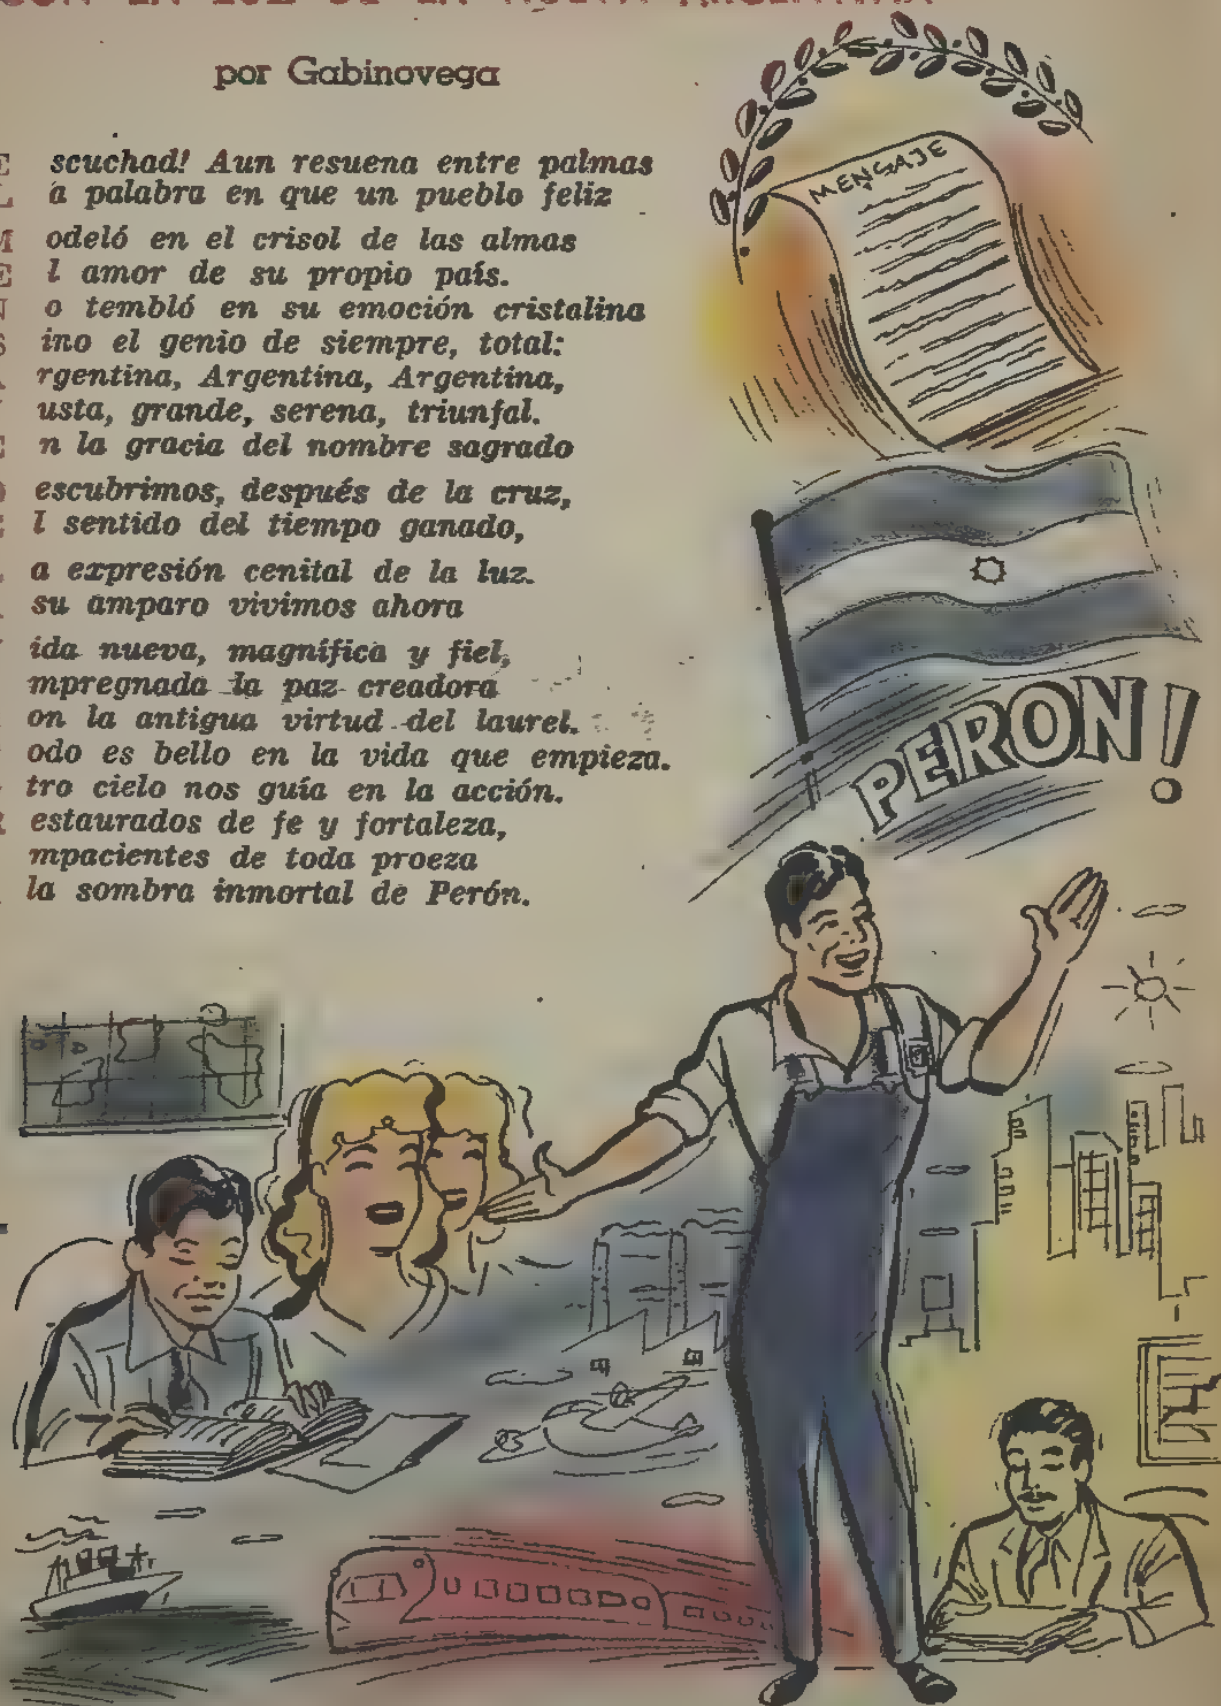 por Gabinovega
E scuchad! Aun resuena entre palmas
L a palabra en que un pueblo feliz
M odeló en el crisol de las almas
E l amor de su propio país.
N o tembló en su emoción cristalina
S ino el genio de siempre, total:
rgentina, Argentina, Argentina,
usta, grande, serena, triunfal.
E n la gracia del nombre sagrado
D escubrimos, después de la cruz,
E l sentido del tiempo ganado,
a expresión cenital de la luz.
su amparo vivimos ahora
ida nueva, magnífica y fiel,
mpregnada la paz creadora
on la antigua virtud del laurel.
odo es bello en la vida que empieza.
tro cielo nos guía en la acción.
R estaurados de fe y fortaleza,
mpacientes de toda proeza
la sombra inmortal de Perón.
MENSAJE
PERON!